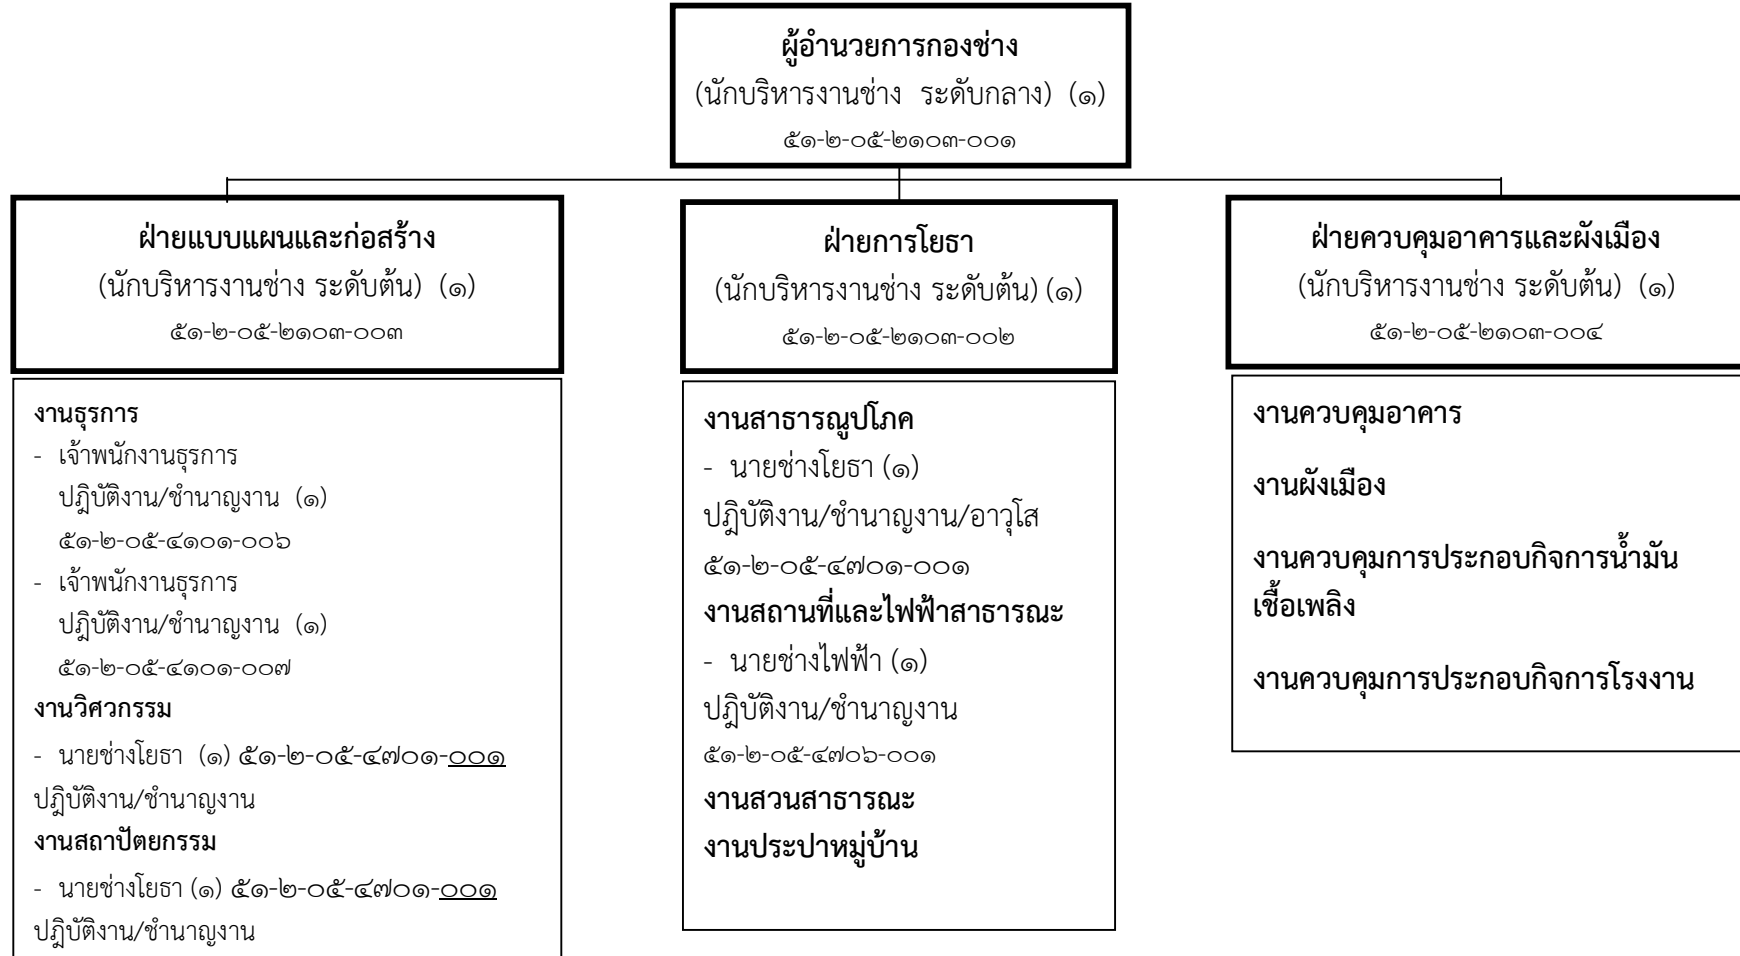 ผู้อำนวยการกองช่าง
(นักบริหารงานช่าง ระดับกลาง) (๑)
๕๑-๒-๐๕-๒๑๐๓-๐๐๑
ฝ่ายแบบแผนและก่อสร้าง
(นักบริหารงานช่าง ระดับต้น) (๑)
๕๑-๒-๐๕-๒๑๐๓-๐๐๓
งานธุรการ
- เจ้าพนักงานธุรการ
ปฎิบัติงาน/ชำนาญงาน (๑)
๕๑-๒-๐๕-๔๑๐๑-๐๐๖
- เจ้าพนักงานธุรการ
ปฎิบัติงาน/ชำนาญงาน (๑)
๕๑-๒-๐๕-๔๑๐๑-๐๐๗
งานวิศวกรรม
- นายช่างโยธา (๑) ๕๑-๒-๐๕-๔๗๐๑-๐๐๑
ปฎิบัติงาน/ชำนาญงาน
งานสถาปัตยกรรม
- นายช่างโยธา (๑) ๕๑-๒-๐๕-๔๗๐๑-๐๐๑
ปฎิบัติงาน/ชำนาญงาน
ฝ่ายการโยธา
(นักบริหารงานช่าง ระดับต้น) (๑)
๕๑-๒-๐๕-๒๑๐๓-๐๐๒
งานสาธารณูปโภค
- นายช่างโยธา (๑)
ปฎิบัติงาน/ชำนาญงาน/อาวุโส
๕๑-๒-๐๕-๔๗๐๑-๐๐๑
งานสถานที่และไฟฟ้าสาธารณะ
- นายช่างไฟฟ้า (๑)
ปฎิบัติงาน/ชำนาญงาน
๕๑-๒-๐๕-๔๗๐๖-๐๐๑
งานสวนสาธารณะ
งานประปาหมู่บ้าน
ฝ่ายควบคุมอาคารและผังเมือง
(นักบริหารงานช่าง ระดับต้น) (๑)
๕๑-๒-๐๕-๒๑๐๓-๐๐๔
งานควบคุมอาคาร
งานผังเมือง
งานควบคุมการประกอบกิจการน้ำมัน
เชื้อเพลิง
งานควบคุมการประกอบกิจการโรงงาน